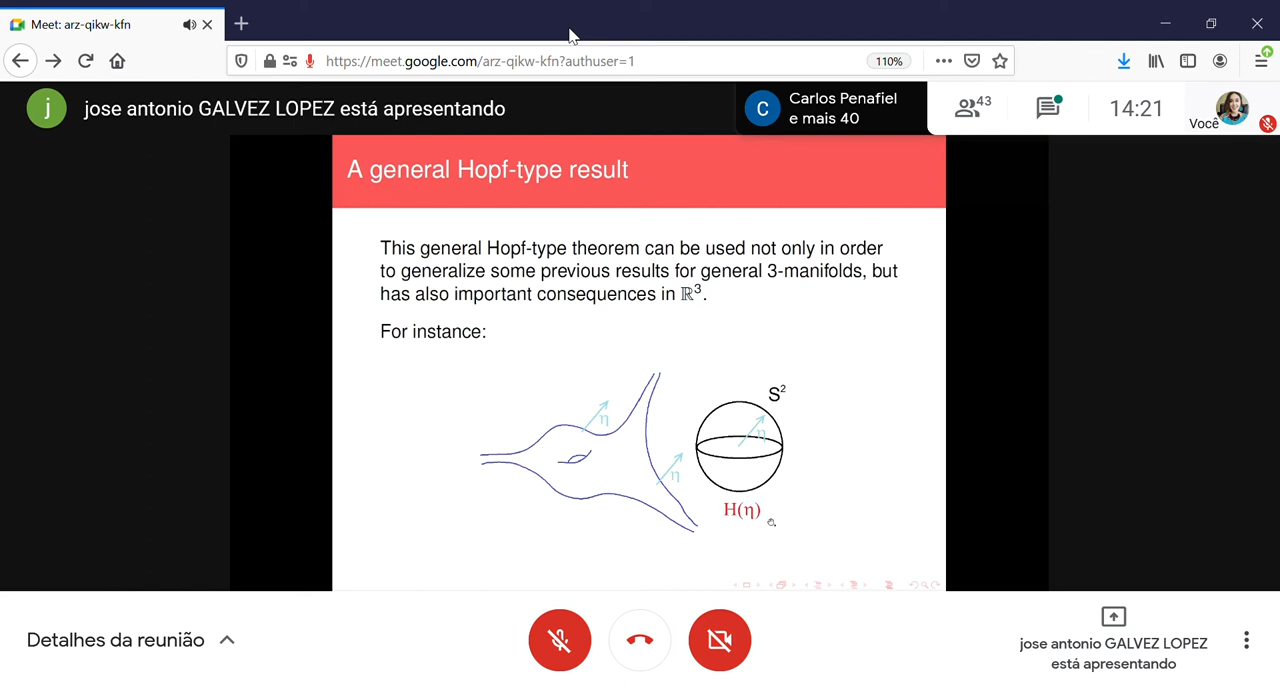 Meet: arz-qikw-kfn
https://meet.google.com/arz-qikw-kfn?authuser=1
110%
j
jose antonio GALVEZ LOPEZ está apresentando
C
Carlos Penafiel
e mais 40
43
14:21
Você
A general Hopf-type result
This general Hopf-type theorem can be used not only in order
to generalize some previous results for general 3-manifolds, but
has also important consequences in ℝ³.
For instance:
S²
η
η
η
H(η)
Detalhes da reunião
jose antonio GALVEZ LOPEZ
está apresentando